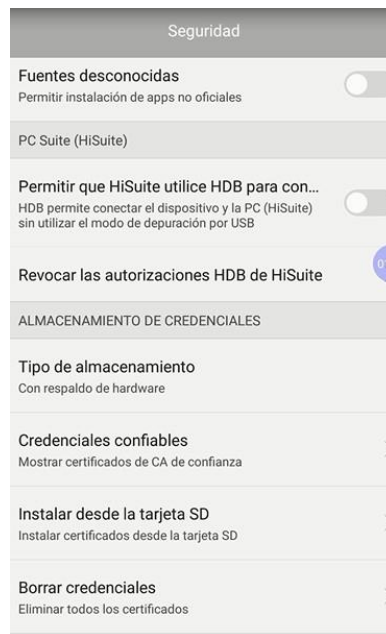 Seguridad
Fuentes desconocidas
Permitir instalación de apps no oficiales
PC Suite (HiSuite)
Permitir que HiSuite utilice HDB para con...
HDB permite conectar el dispositivo y la PC (HiSuite)
sin utilizar el modo de depuración por USB
Revocar las autorizaciones HDB de HiSuite
ALMACENAMIENTO DE CREDENCIALES
Tipo de almacenamiento
Con respaldo de hardware
Credenciales confiables
Mostrar certificados de CA de confianza
Instalar desde la tarjeta SD
Instalar certificados desde la tarjeta SD
Borrar credenciales
Eliminar todos los certificados